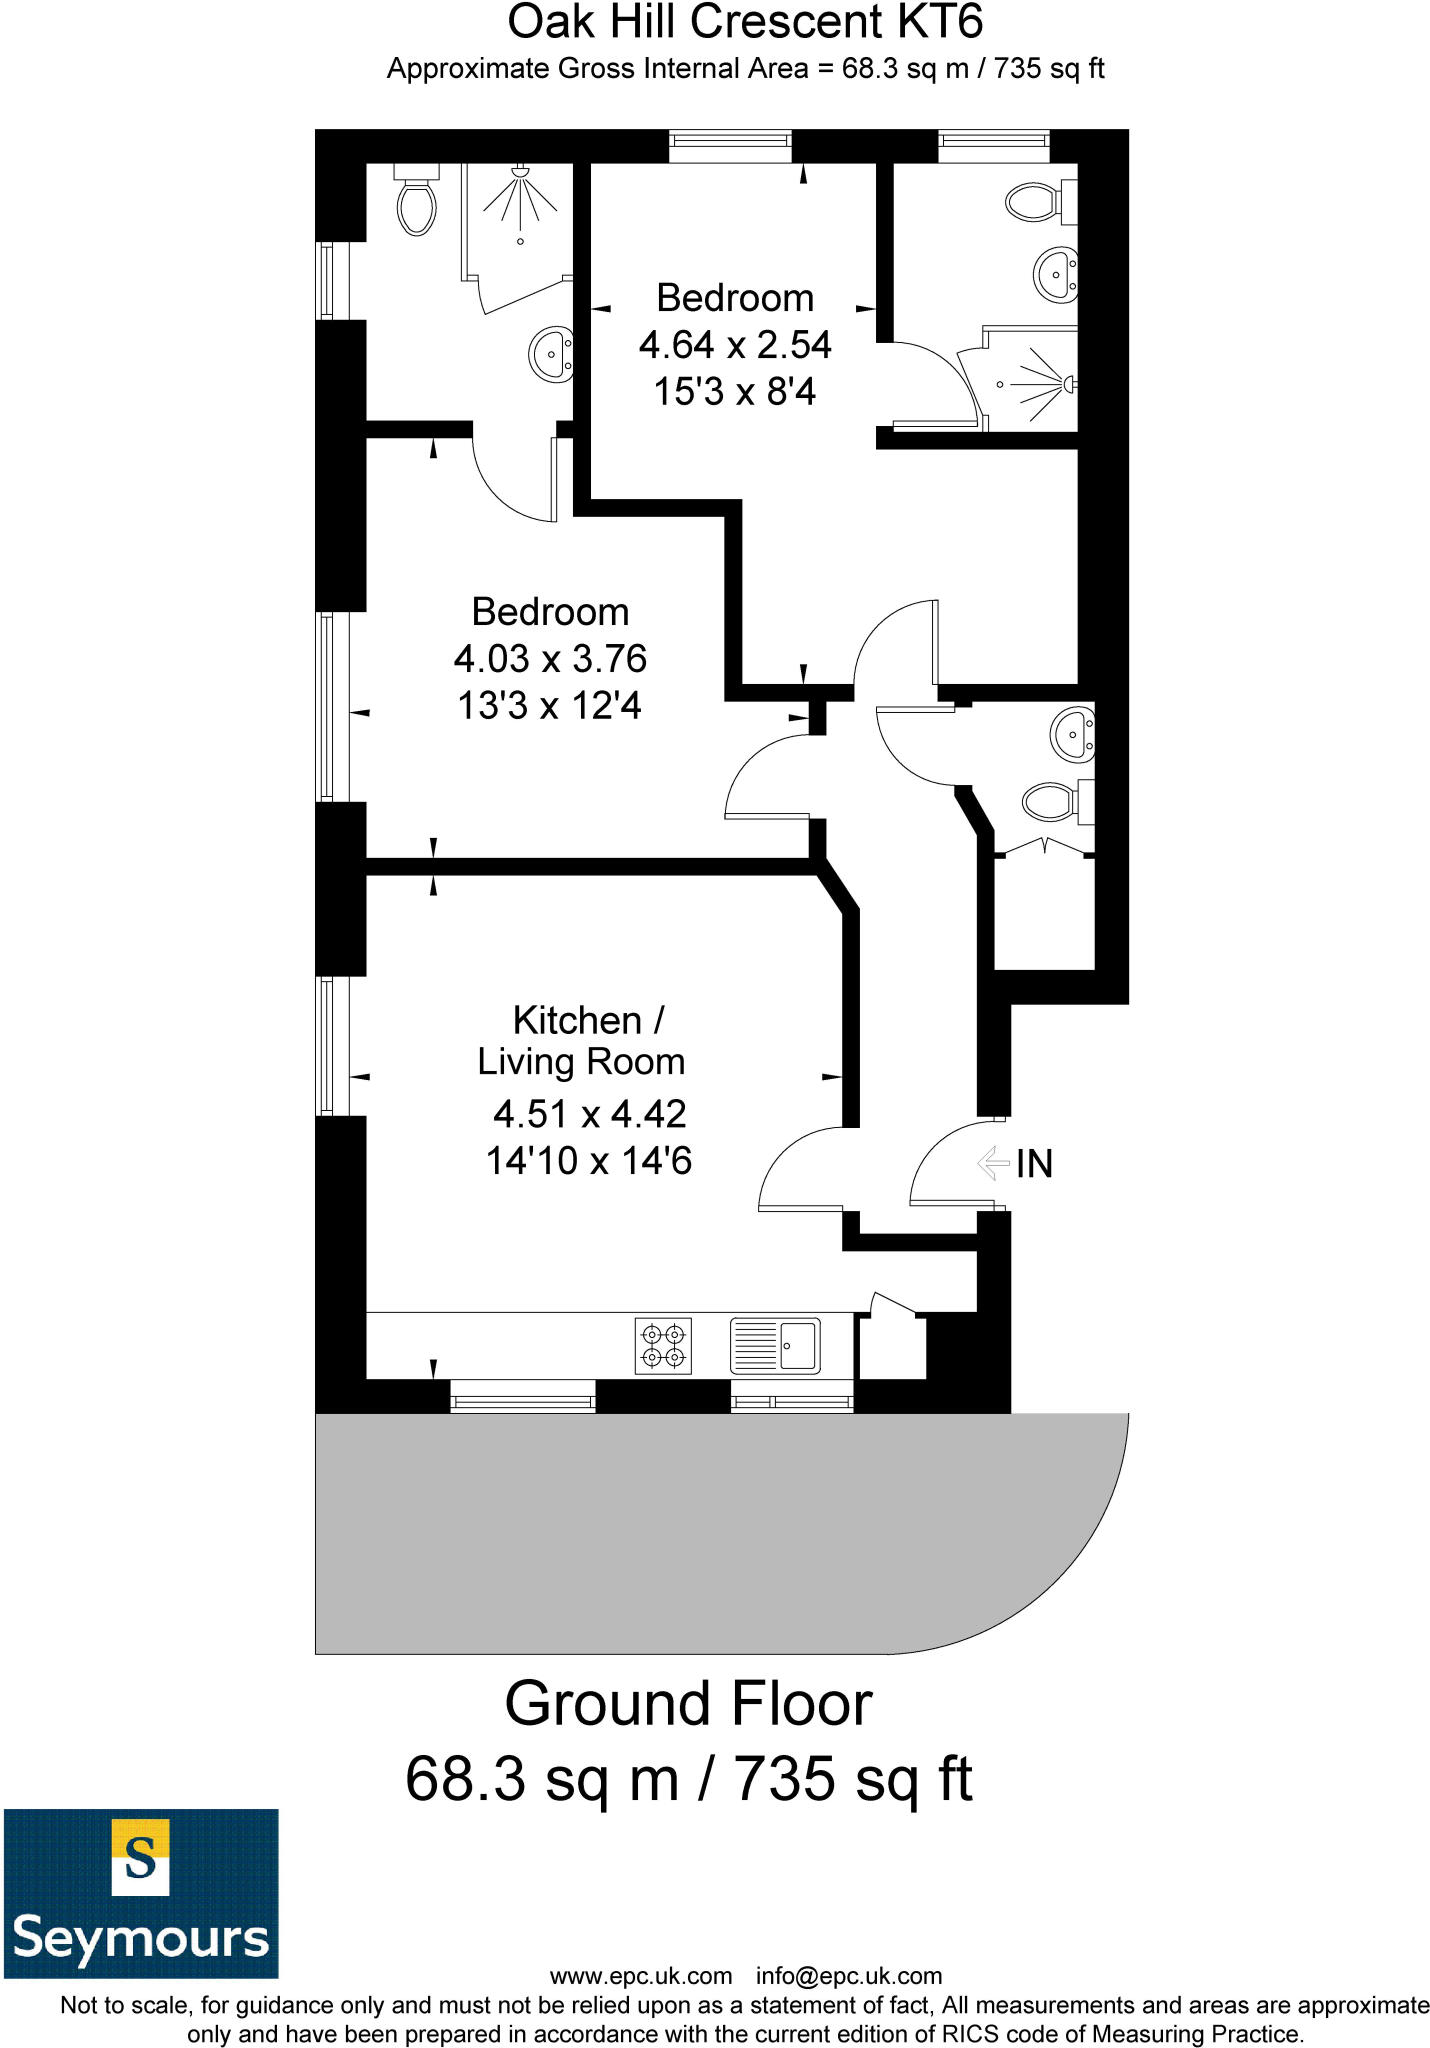 Oak Hill Crescent KT6
Approximate Gross Internal Area = 68.3 sq m / 735 sq ft
Bedroom
4.64 x 2.54
15'3 x 8'4
Bedroom
4.03 x 3.76
13'3 x 12'4
Kitchen /
Living Room
4.51 x 4.42
14'10 x 14'6
IN
Ground Floor
68.3 sq m / 735 sq ft
S
Seymours
www.epc.uk.com info@epc.uk.com
Not to scale, for guidance only and must not be relied upon as a statement of fact, All measurements and areas are approximate
only and have been prepared in accordance with the current edition of RICS code of Measuring Practice.